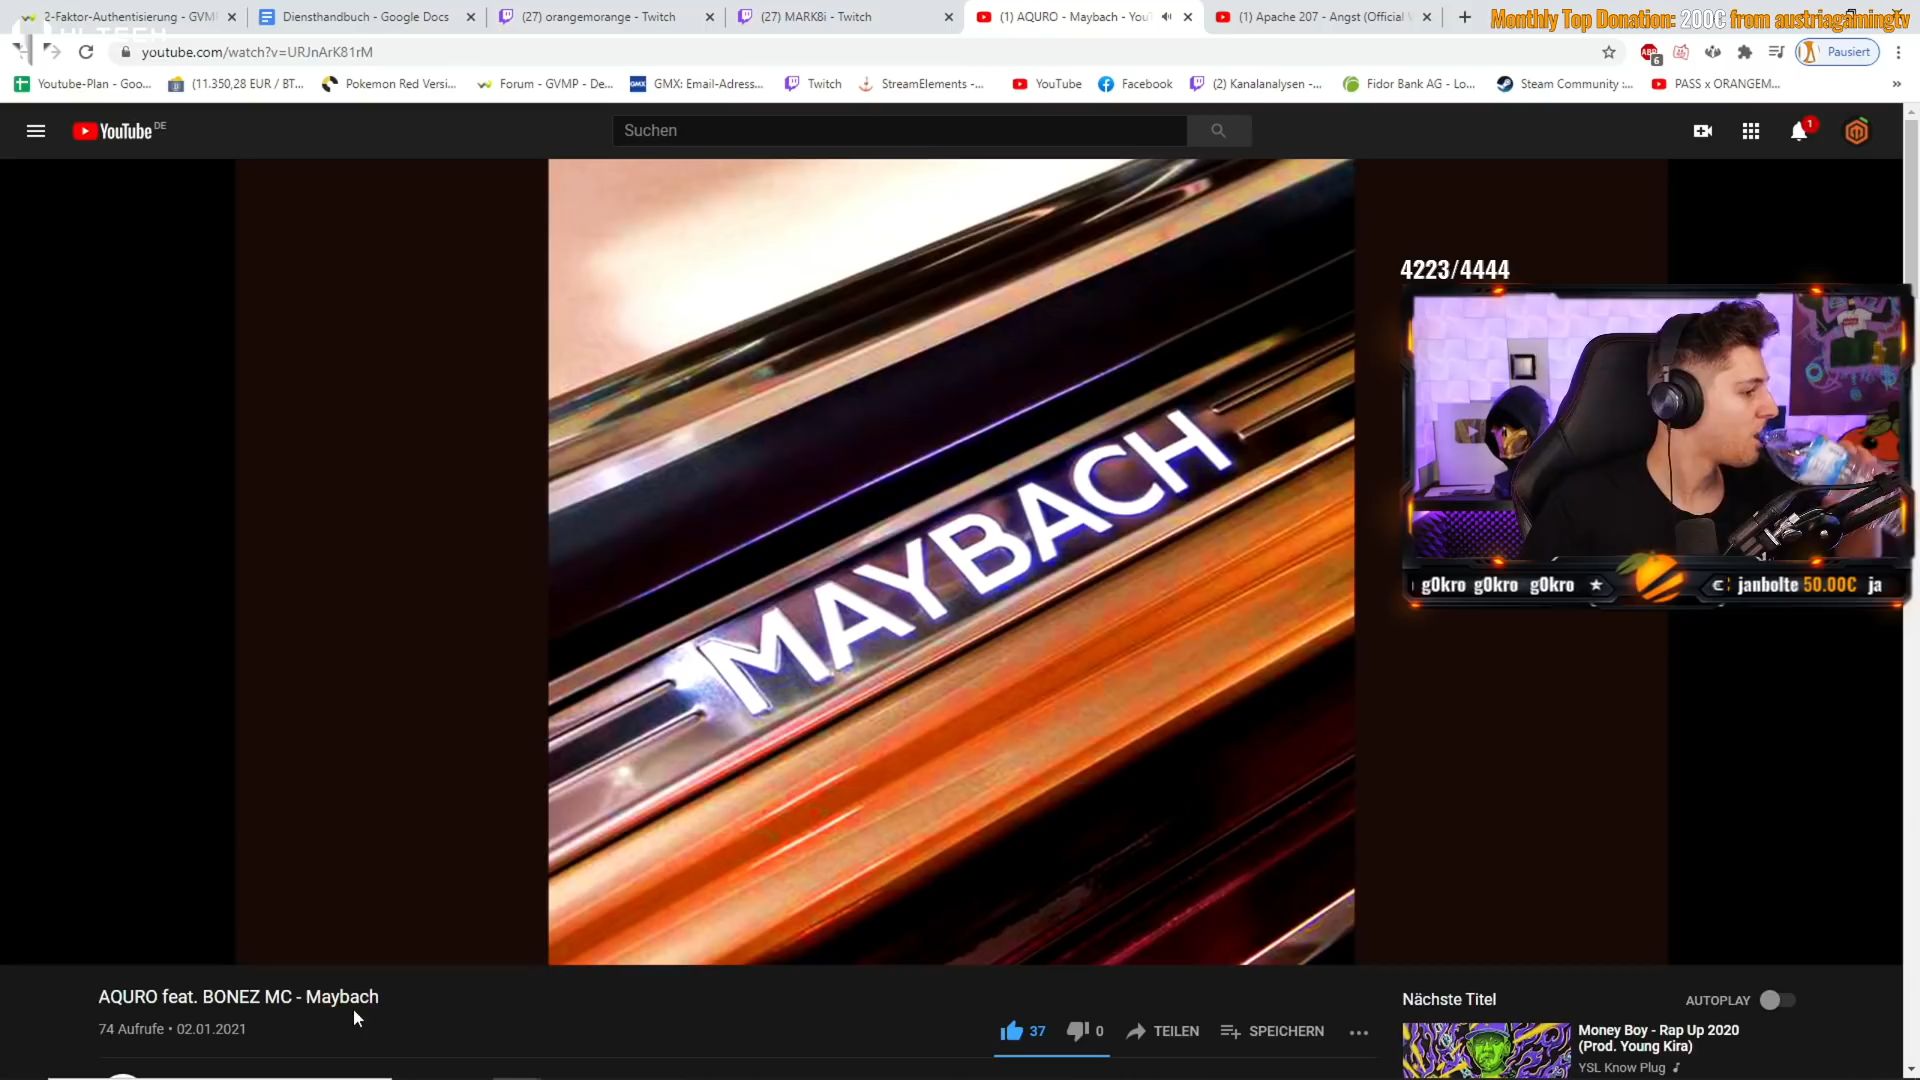 2-Faktor-Authentisierung - GVMP
Diensthandbuch - Google Docs
(27) orangemorange - Twitch
(27) MARK8i - Twitch
(1) AQURO - Maybach - You
(1) Apache 207 - Angst (Official
Monthly Top Donation: 200€ from austriagamingtv
youtube.com/watch?v=URJnArK81rM
ABP
6
Pausiert
Youtube-Plan - Goo...
(11.350,28 EUR / BT...
Pokemon Red Versi...
Forum - GVMP - De...
GMX
GMX: Email-Adress...
Twitch
StreamElements -...
YouTube
Facebook
(2) Kanalanalysen -...
Fidor Bank AG - Lo...
Steam Community :...
PASS x ORANGEM...
»
YouTube DE
Suchen
1
4223/4444
MAYBACH
g0kro g0kro g0kro
janbolte 50.00€ ja
AQURO feat. BONEZ MC - Maybach
74 Aufrufe • 02.01.2021
37
0
TEILEN
SPEICHERN
Nächste Titel
AUTOPLAY
Money Boy - Rap Up 2020
(Prod. Young Kira)
YSL Know Plug